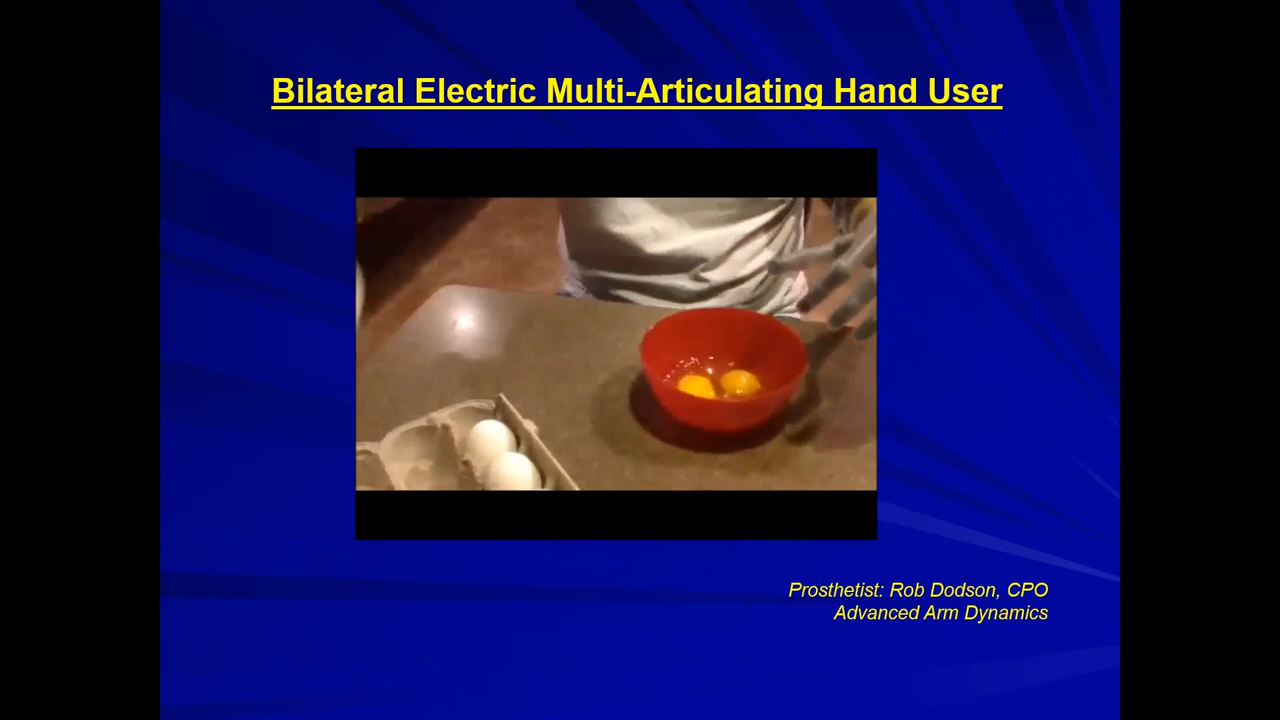 Bilateral Electric Multi-Articulating Hand User
Prosthetist: Rob Dodson, CPO
Advanced Arm Dynamics